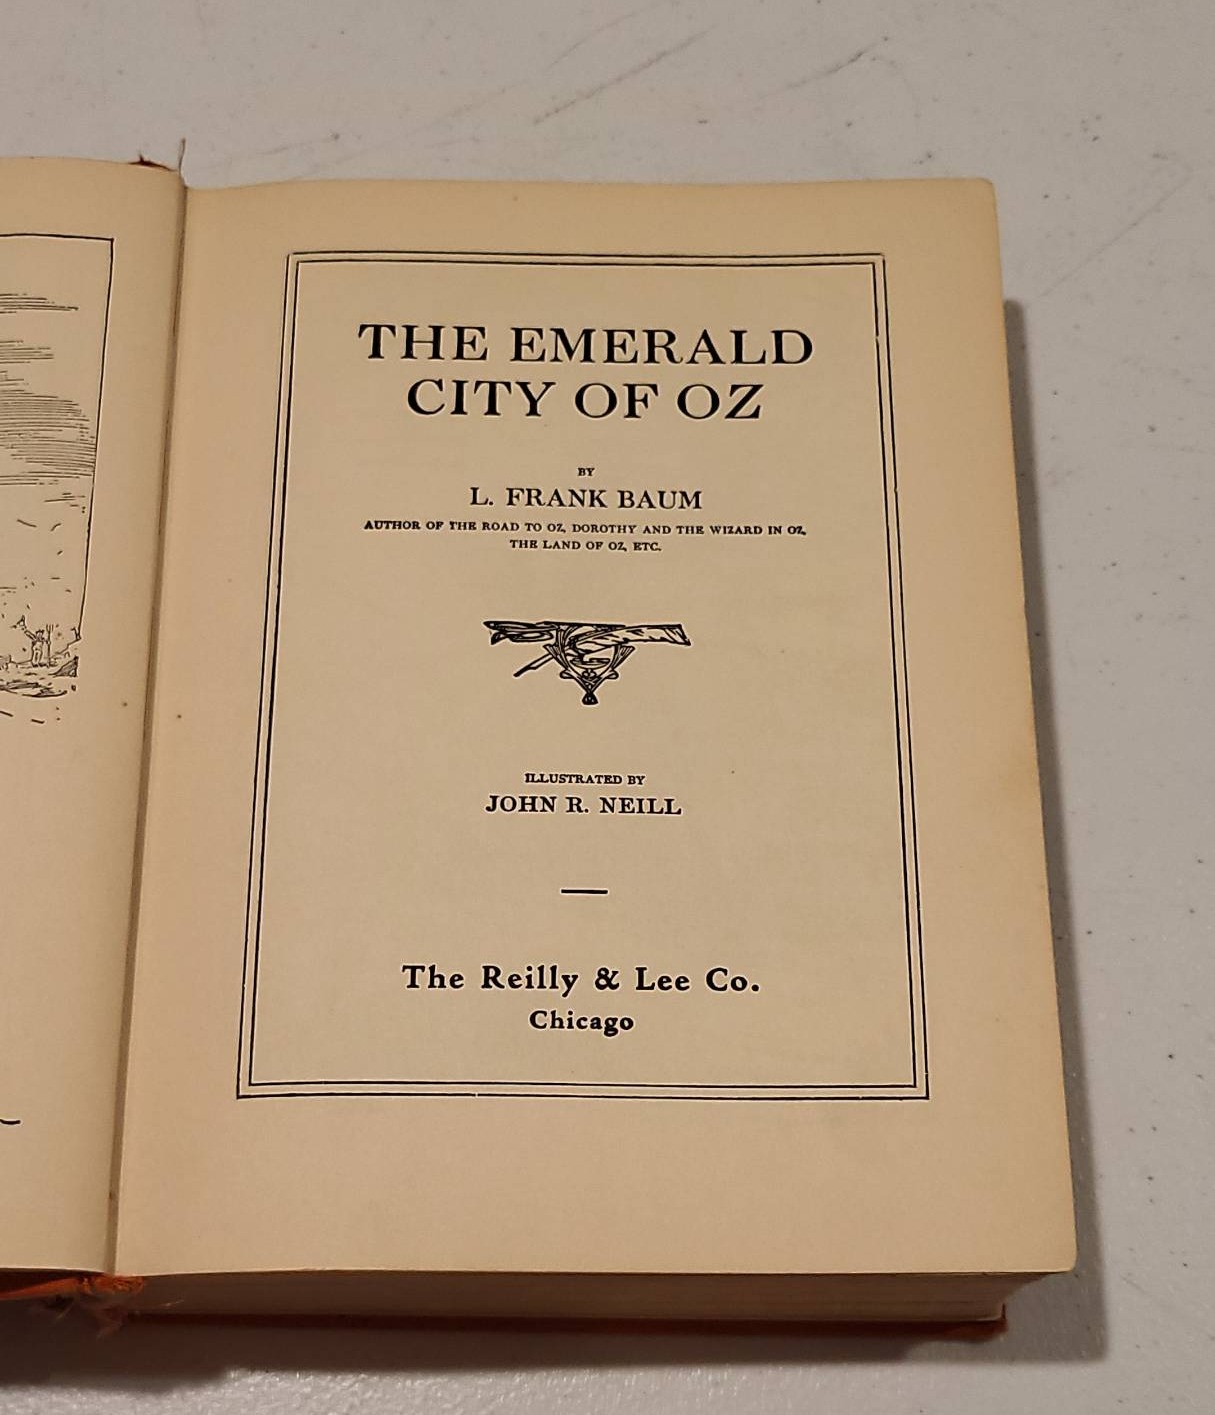 THE EMERALD
CITY OF OZ
BY
L. FRANK BAUM
AUTHOR OF THE ROAD TO OZ, DOROTHY AND THE WIZARD IN OZ,
THE LAND OF OZ, ETC.
ILLUSTRATED BY
JOHN R. NEILL
The Reilly & Lee Co.
Chicago